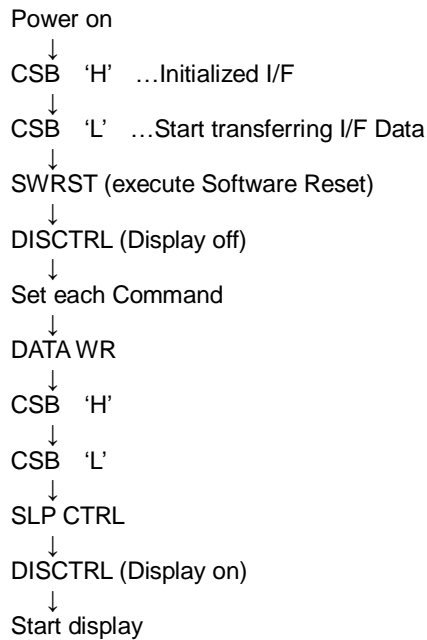 Power on
↓
CSB ‘H’ …Initialized I/F
↓
CSB ‘L’ …Start transferring I/F Data
↓
SWRST (execute Software Reset)
↓
DISCTRL (Display off)
↓
Set each Command
↓
DATA WR
↓
CSB ‘H’
↓
CSB ‘L’
↓
SLP CTRL
↓
DISCTRL (Display on)
↓
Start display